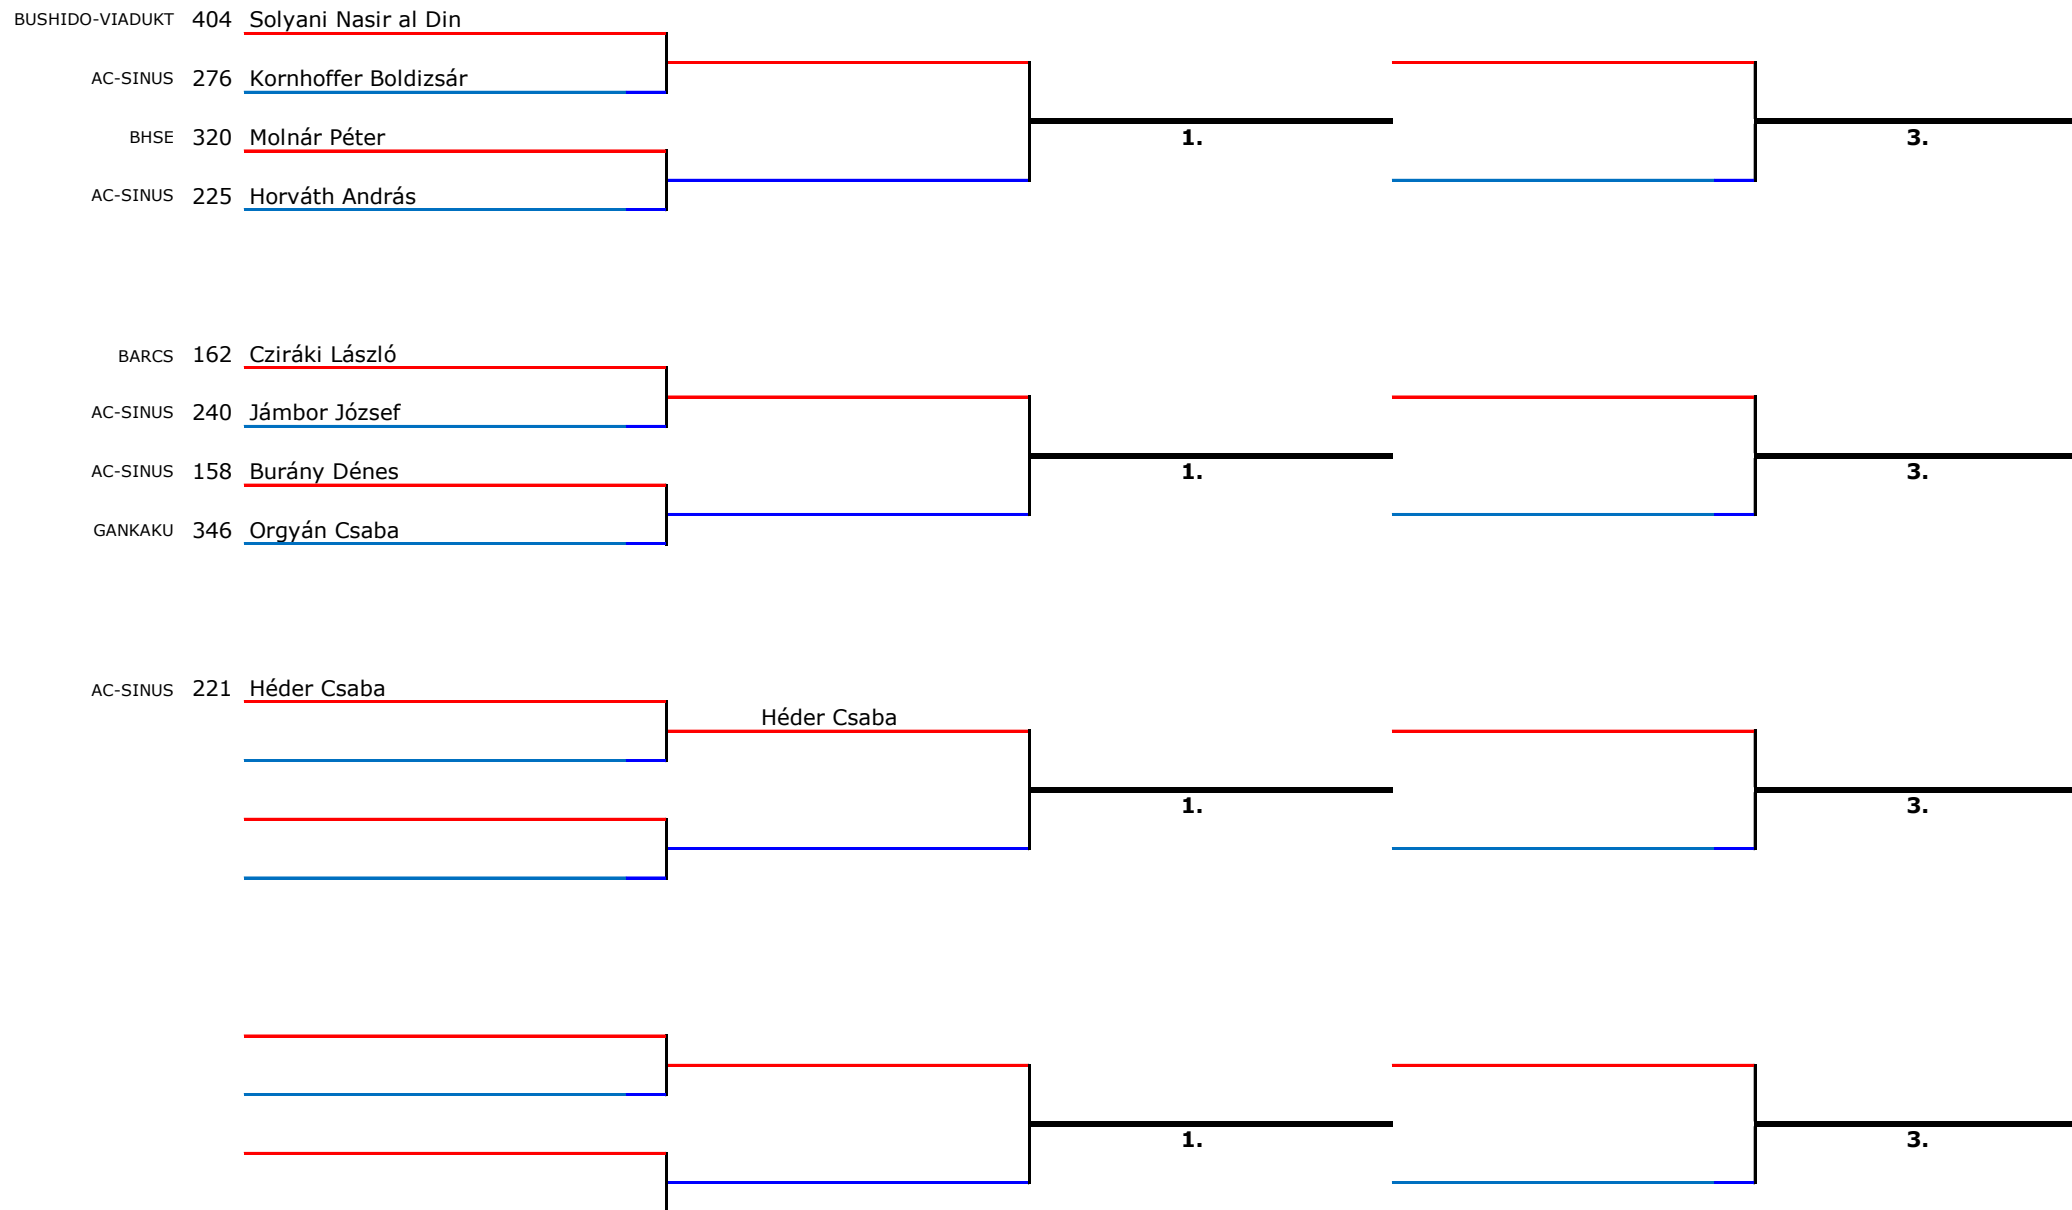 BUSHIDO-VIADUKT 404 Solyani Nasir al Din
AC-SINUS 276 Kornhoffer Boldizsár
BHSE 320 Molnár Péter 1. 3.
AC-SINUS 225 Horváth András
BARCS 162 Cziráki László
AC-SINUS 240 Jámbor József
AC-SINUS 158 Burány Dénes 1. 3.
GANKAKU 346 Orgyán Csaba
AC-SINUS 221 Héder Csaba
Héder Csaba
1. 3.
1. 3.